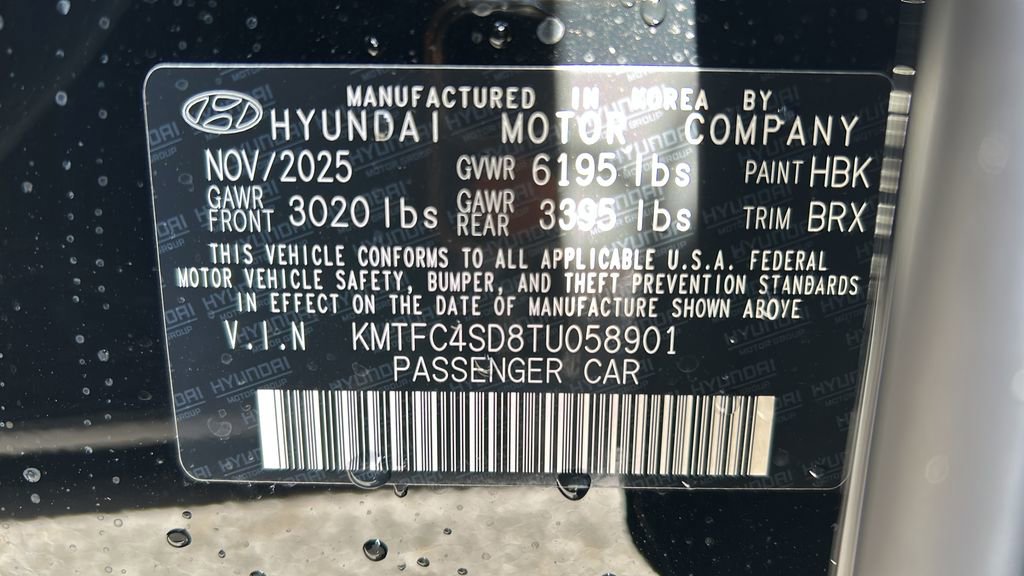 MANUFACTURED IN KOREA BY
HYUNDAI MOTOR COMPANY
NOV/2025 GVWR 6195 lbs PAINT HBK
GAWR FRONT 3020 lbs GAWR REAR 3395 lbs TRIM BRX
THIS VEHICLE CONFORMS TO ALL APPLICABLE U.S.A. FEDERAL
MOTOR VEHICLE SAFETY, BUMPER, AND THEFT PREVENTION STANDARDS
IN EFFECT ON THE DATE OF MANUFACTURE SHOWN ABOVE
V.I.N KMTFC4SD8TU058901
PASSENGER CAR